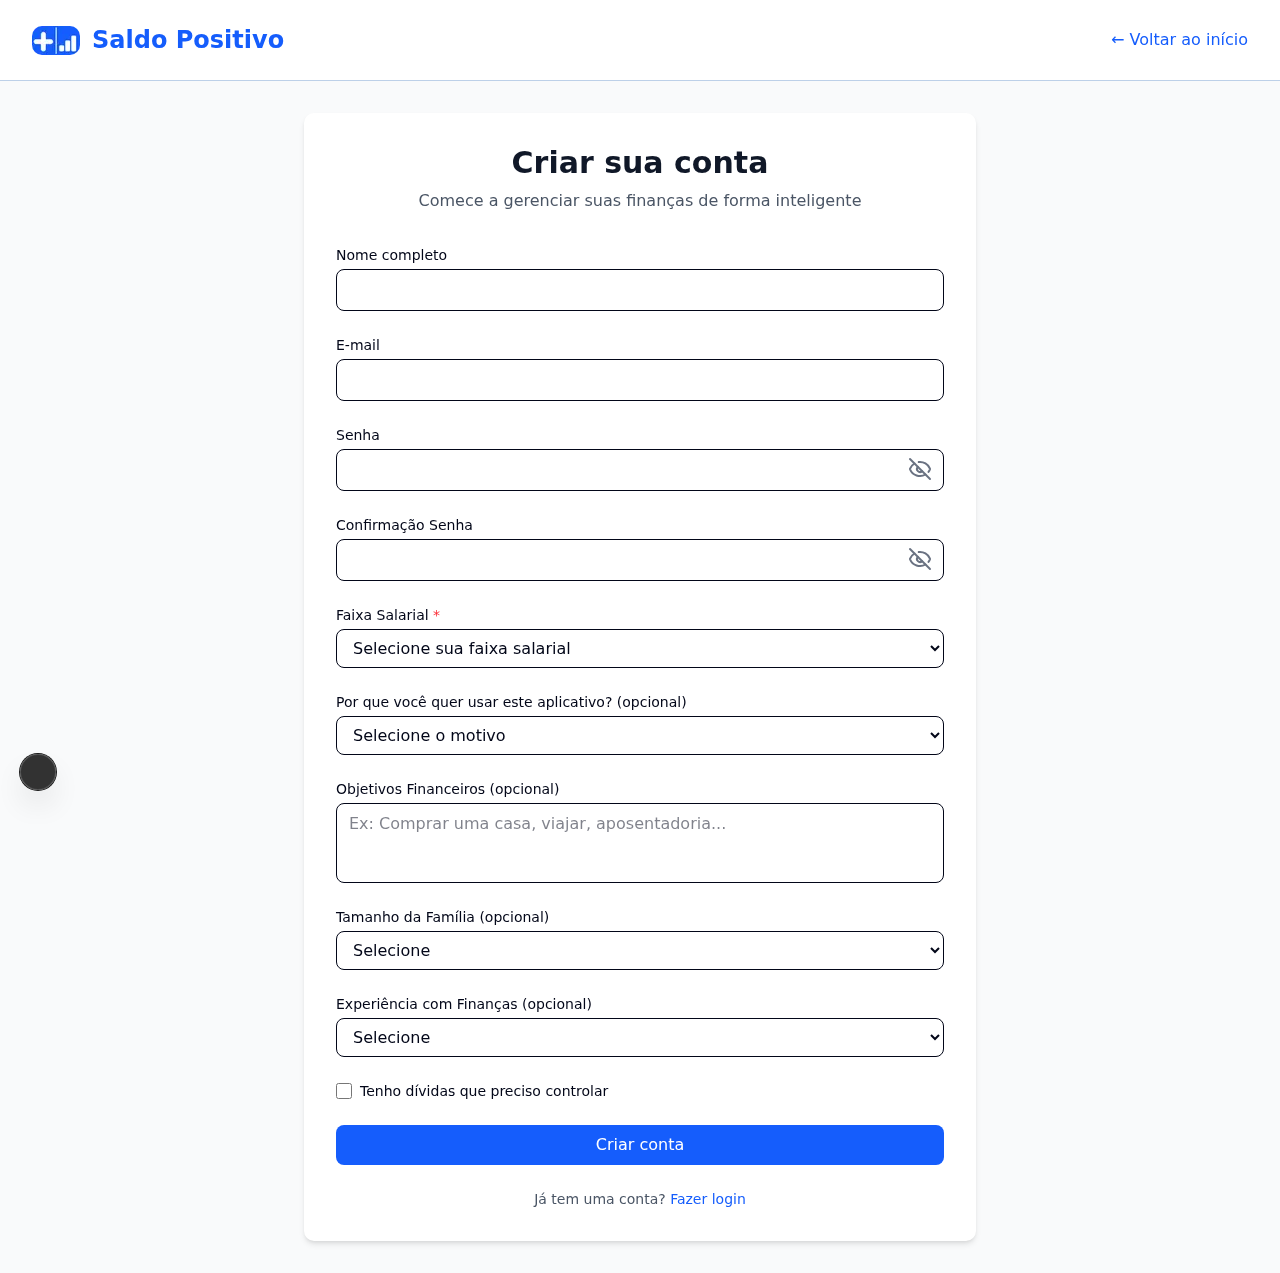 Saldo Positivo
← Voltar ao início
Criar sua conta
Comece a gerenciar suas finanças de forma inteligente
Nome completo
E-mail
Senha
Confirmação Senha
Faixa Salarial *
Selecione sua faixa salarial
Por que você quer usar este aplicativo? (opcional)
Selecione o motivo
Objetivos Financeiros (opcional)
Ex: Comprar uma casa, viajar, aposentadoria...
Tamanho da Família (opcional)
Selecione
Experiência com Finanças (opcional)
Selecione
Tenho dívidas que preciso controlar
Criar conta
Já tem uma conta? Fazer login